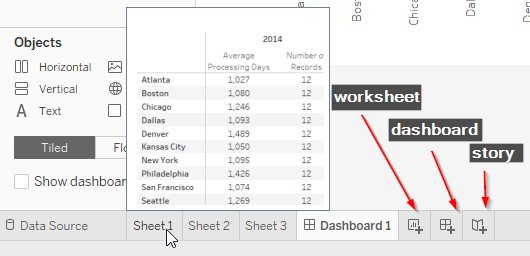 Objects
Horizontal
Vertical
A Text
Tiled
Flo
Show dashboard
2014
Average Number o
Processing Days Records
Atlanta 1,027 12
Boston 1,080 12
Chicago 1,246 12
Dallas 1,093 12
Denver 1,489 12
Kansas City 1,050 12
New York 1,095 12
Philadelphia 1,426 12
San Francisco 1,074 12
Seattle 1,269 12
a
Bosto
Chica
Dal
Den
worksheet
dashboard
story
Data Source Sheet 1 Sheet 2 Sheet 3 Dashboard 1